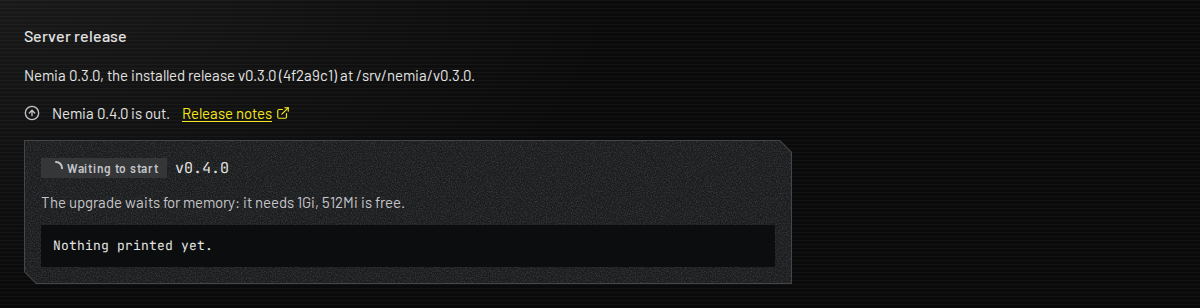 Server release
Nemia 0.3.0, the installed release v0.3.0 (4f2a9c1) at /srv/nemia/v0.3.0.
Nemia 0.4.0 is out. Release notes
Waiting to start v0.4.0
The upgrade waits for memory: it needs 1Gi, 512Mi is free.
Nothing printed yet.